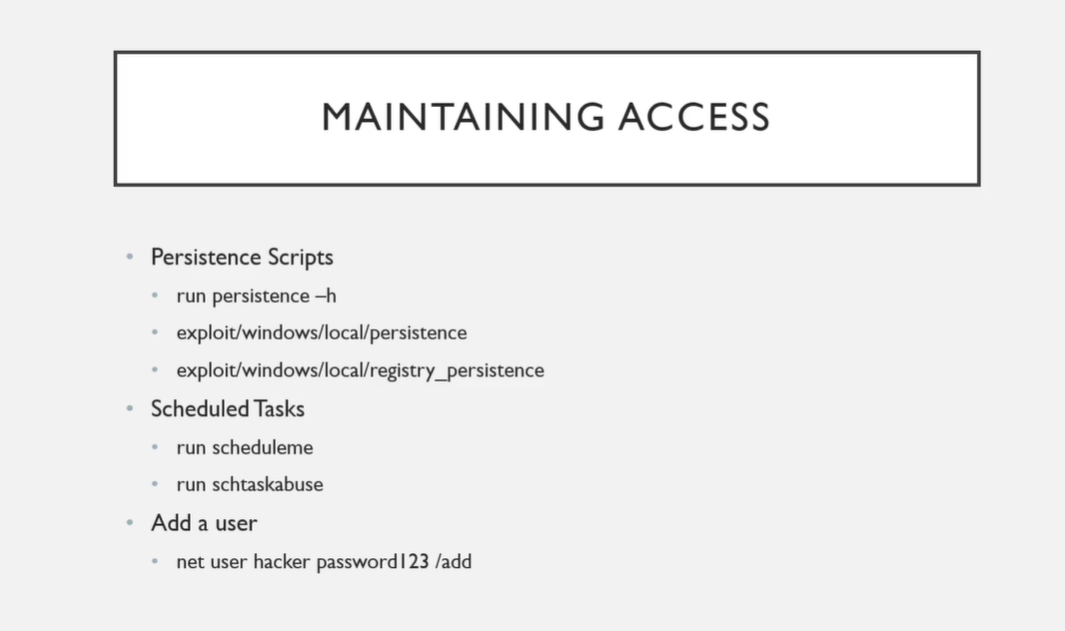 MAINTAINING ACCESS
• Persistence Scripts
• run persistence –h
• exploit/windows/local/persistence
• exploit/windows/local/registry_persistence
• Scheduled Tasks
• run scheduleme
• run schtaskabuse
• Add a user
• net user hacker password123 /add